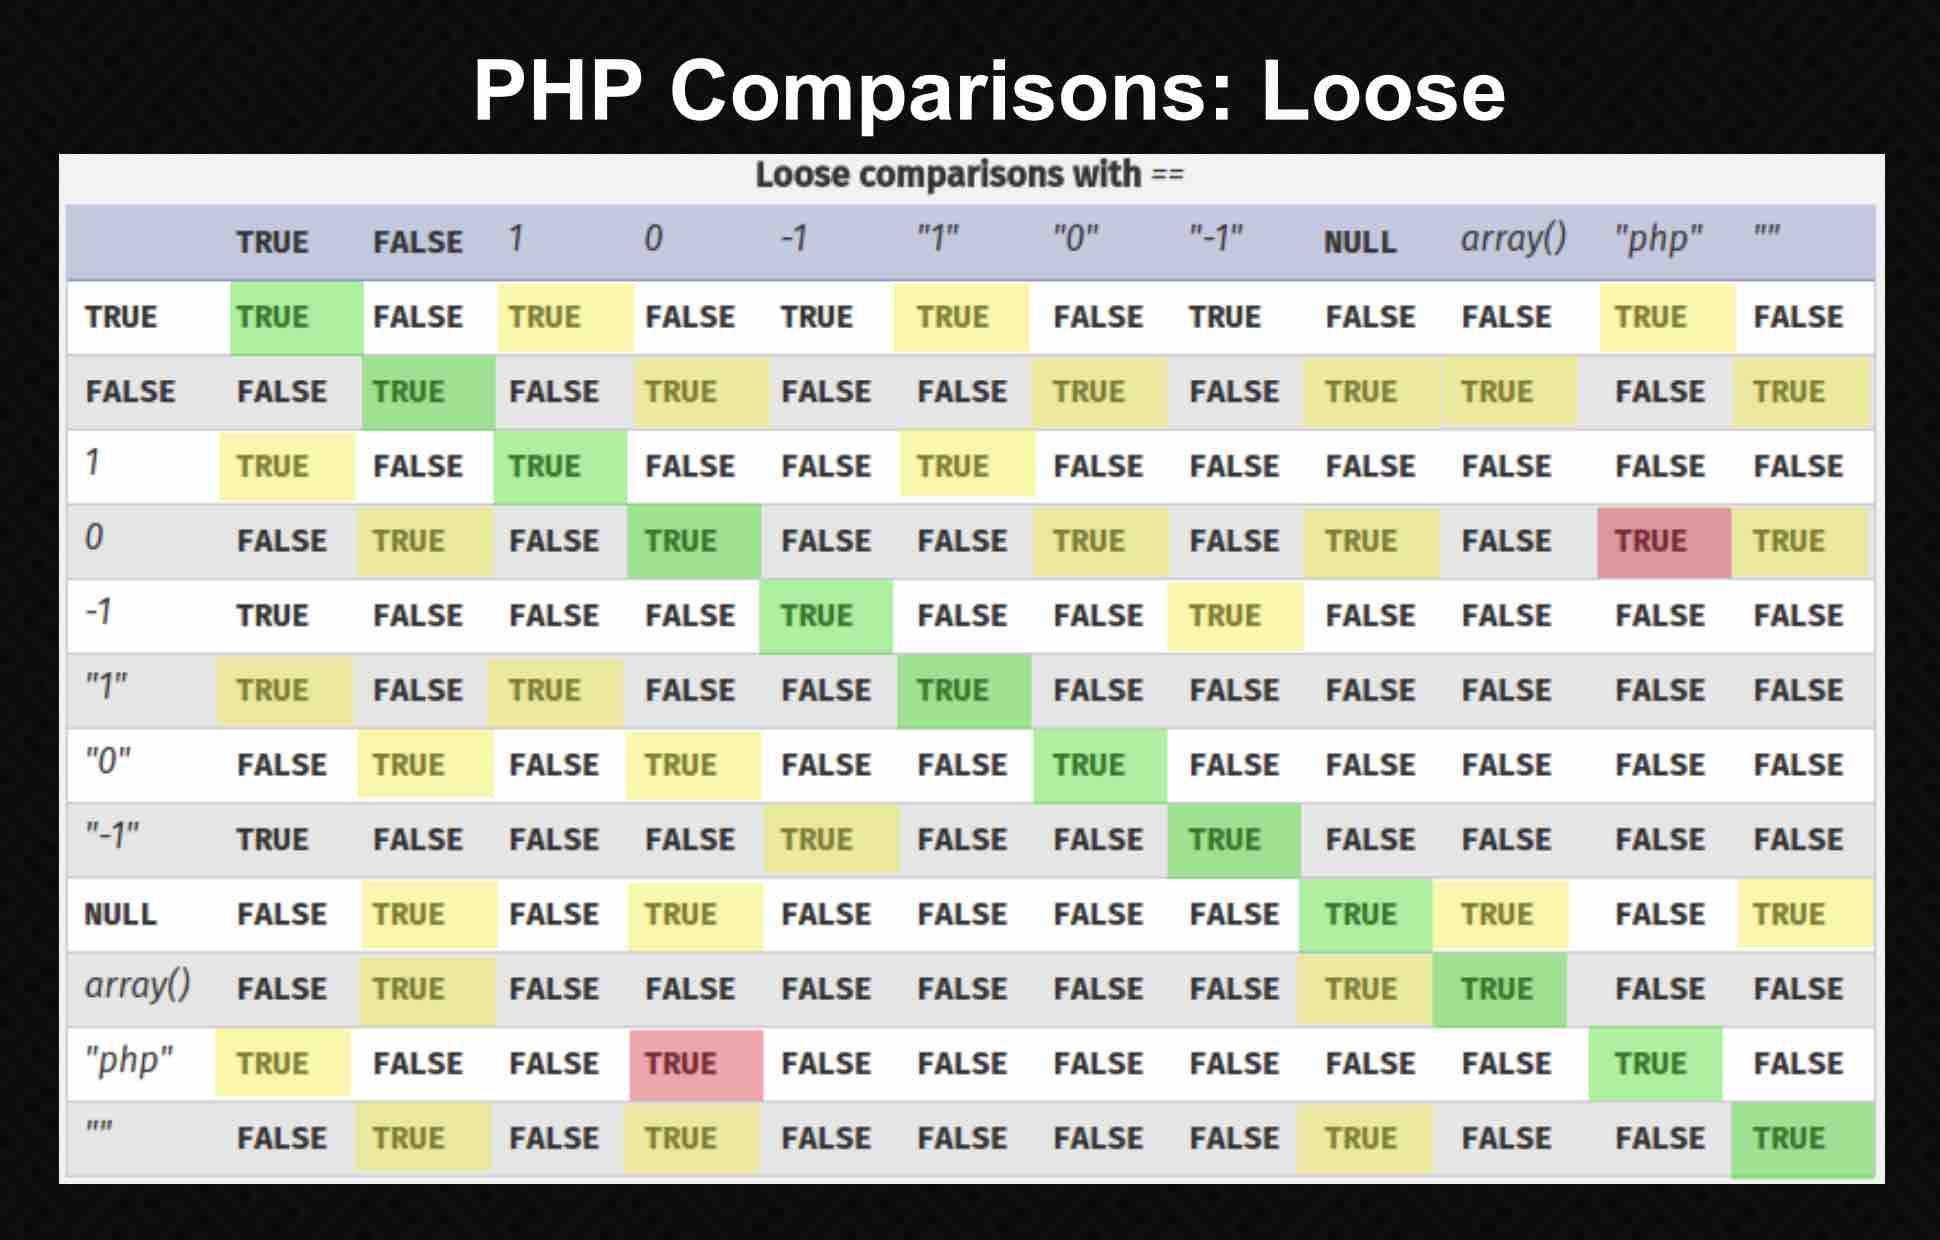 PHP Comparisons: Loose
Loose comparisons with ==
TRUE FALSE 1 0 -1 "1" "0" "-1" NULL array() "php" ""
TRUE TRUE FALSE TRUE FALSE TRUE TRUE FALSE TRUE FALSE FALSE TRUE FALSE
FALSE FALSE TRUE FALSE TRUE FALSE FALSE TRUE FALSE TRUE TRUE FALSE TRUE
1 TRUE FALSE TRUE FALSE FALSE TRUE FALSE FALSE FALSE FALSE FALSE FALSE
0 FALSE TRUE FALSE TRUE FALSE FALSE TRUE FALSE TRUE FALSE TRUE TRUE
-1 TRUE FALSE FALSE FALSE TRUE FALSE FALSE TRUE FALSE FALSE FALSE FALSE
"1" TRUE FALSE TRUE FALSE FALSE TRUE FALSE FALSE FALSE FALSE FALSE FALSE
"0" FALSE TRUE FALSE TRUE FALSE FALSE TRUE FALSE FALSE FALSE FALSE FALSE
"-1" TRUE FALSE FALSE FALSE TRUE FALSE FALSE TRUE FALSE FALSE FALSE FALSE
NULL FALSE TRUE FALSE TRUE FALSE FALSE FALSE FALSE TRUE TRUE FALSE TRUE
array() FALSE TRUE FALSE FALSE FALSE FALSE FALSE FALSE TRUE TRUE FALSE FALSE
"php" TRUE FALSE FALSE TRUE FALSE FALSE FALSE FALSE FALSE FALSE TRUE FALSE
"" FALSE TRUE FALSE TRUE FALSE FALSE FALSE FALSE TRUE FALSE FALSE TRUE